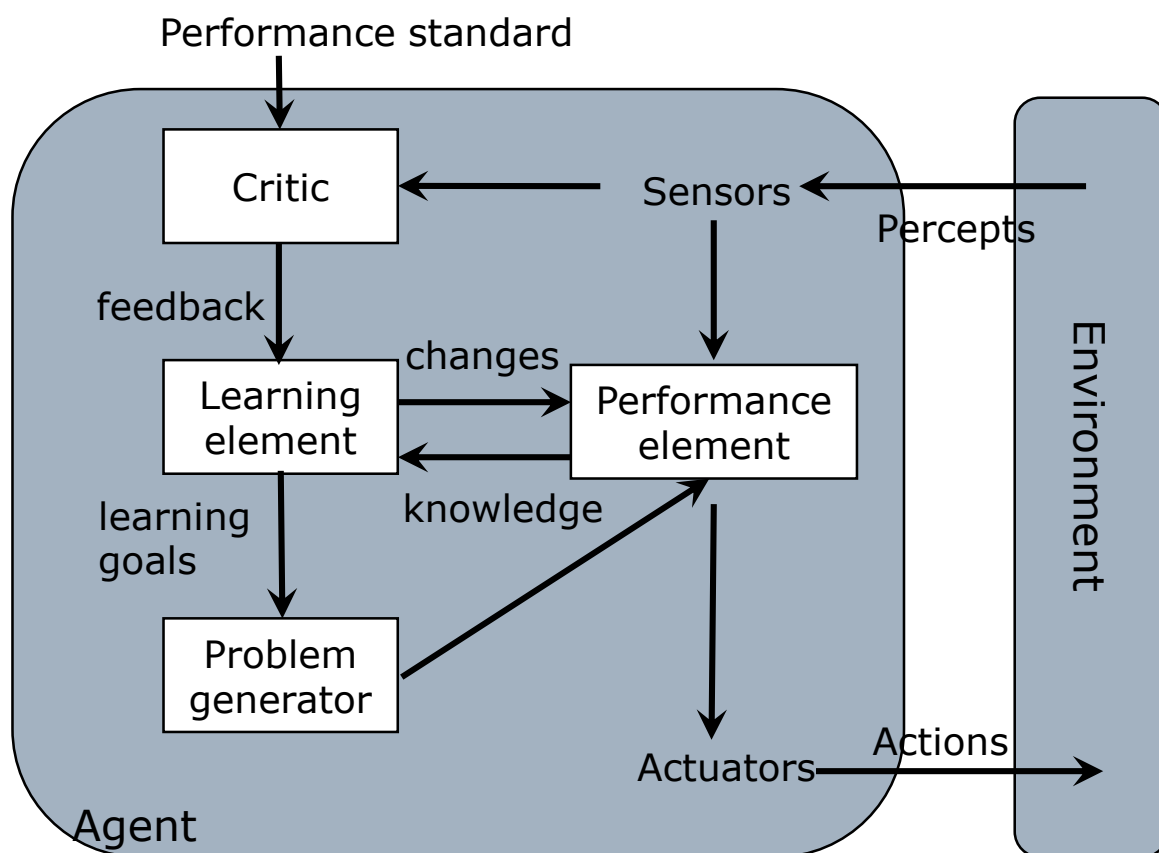 Performance standard
Critic
Sensors
Percepts
feedback
changes
Learning
element
Performance
element
Environment
knowledge
learning
goals
Problem
generator
Actions
Actuators
Agent